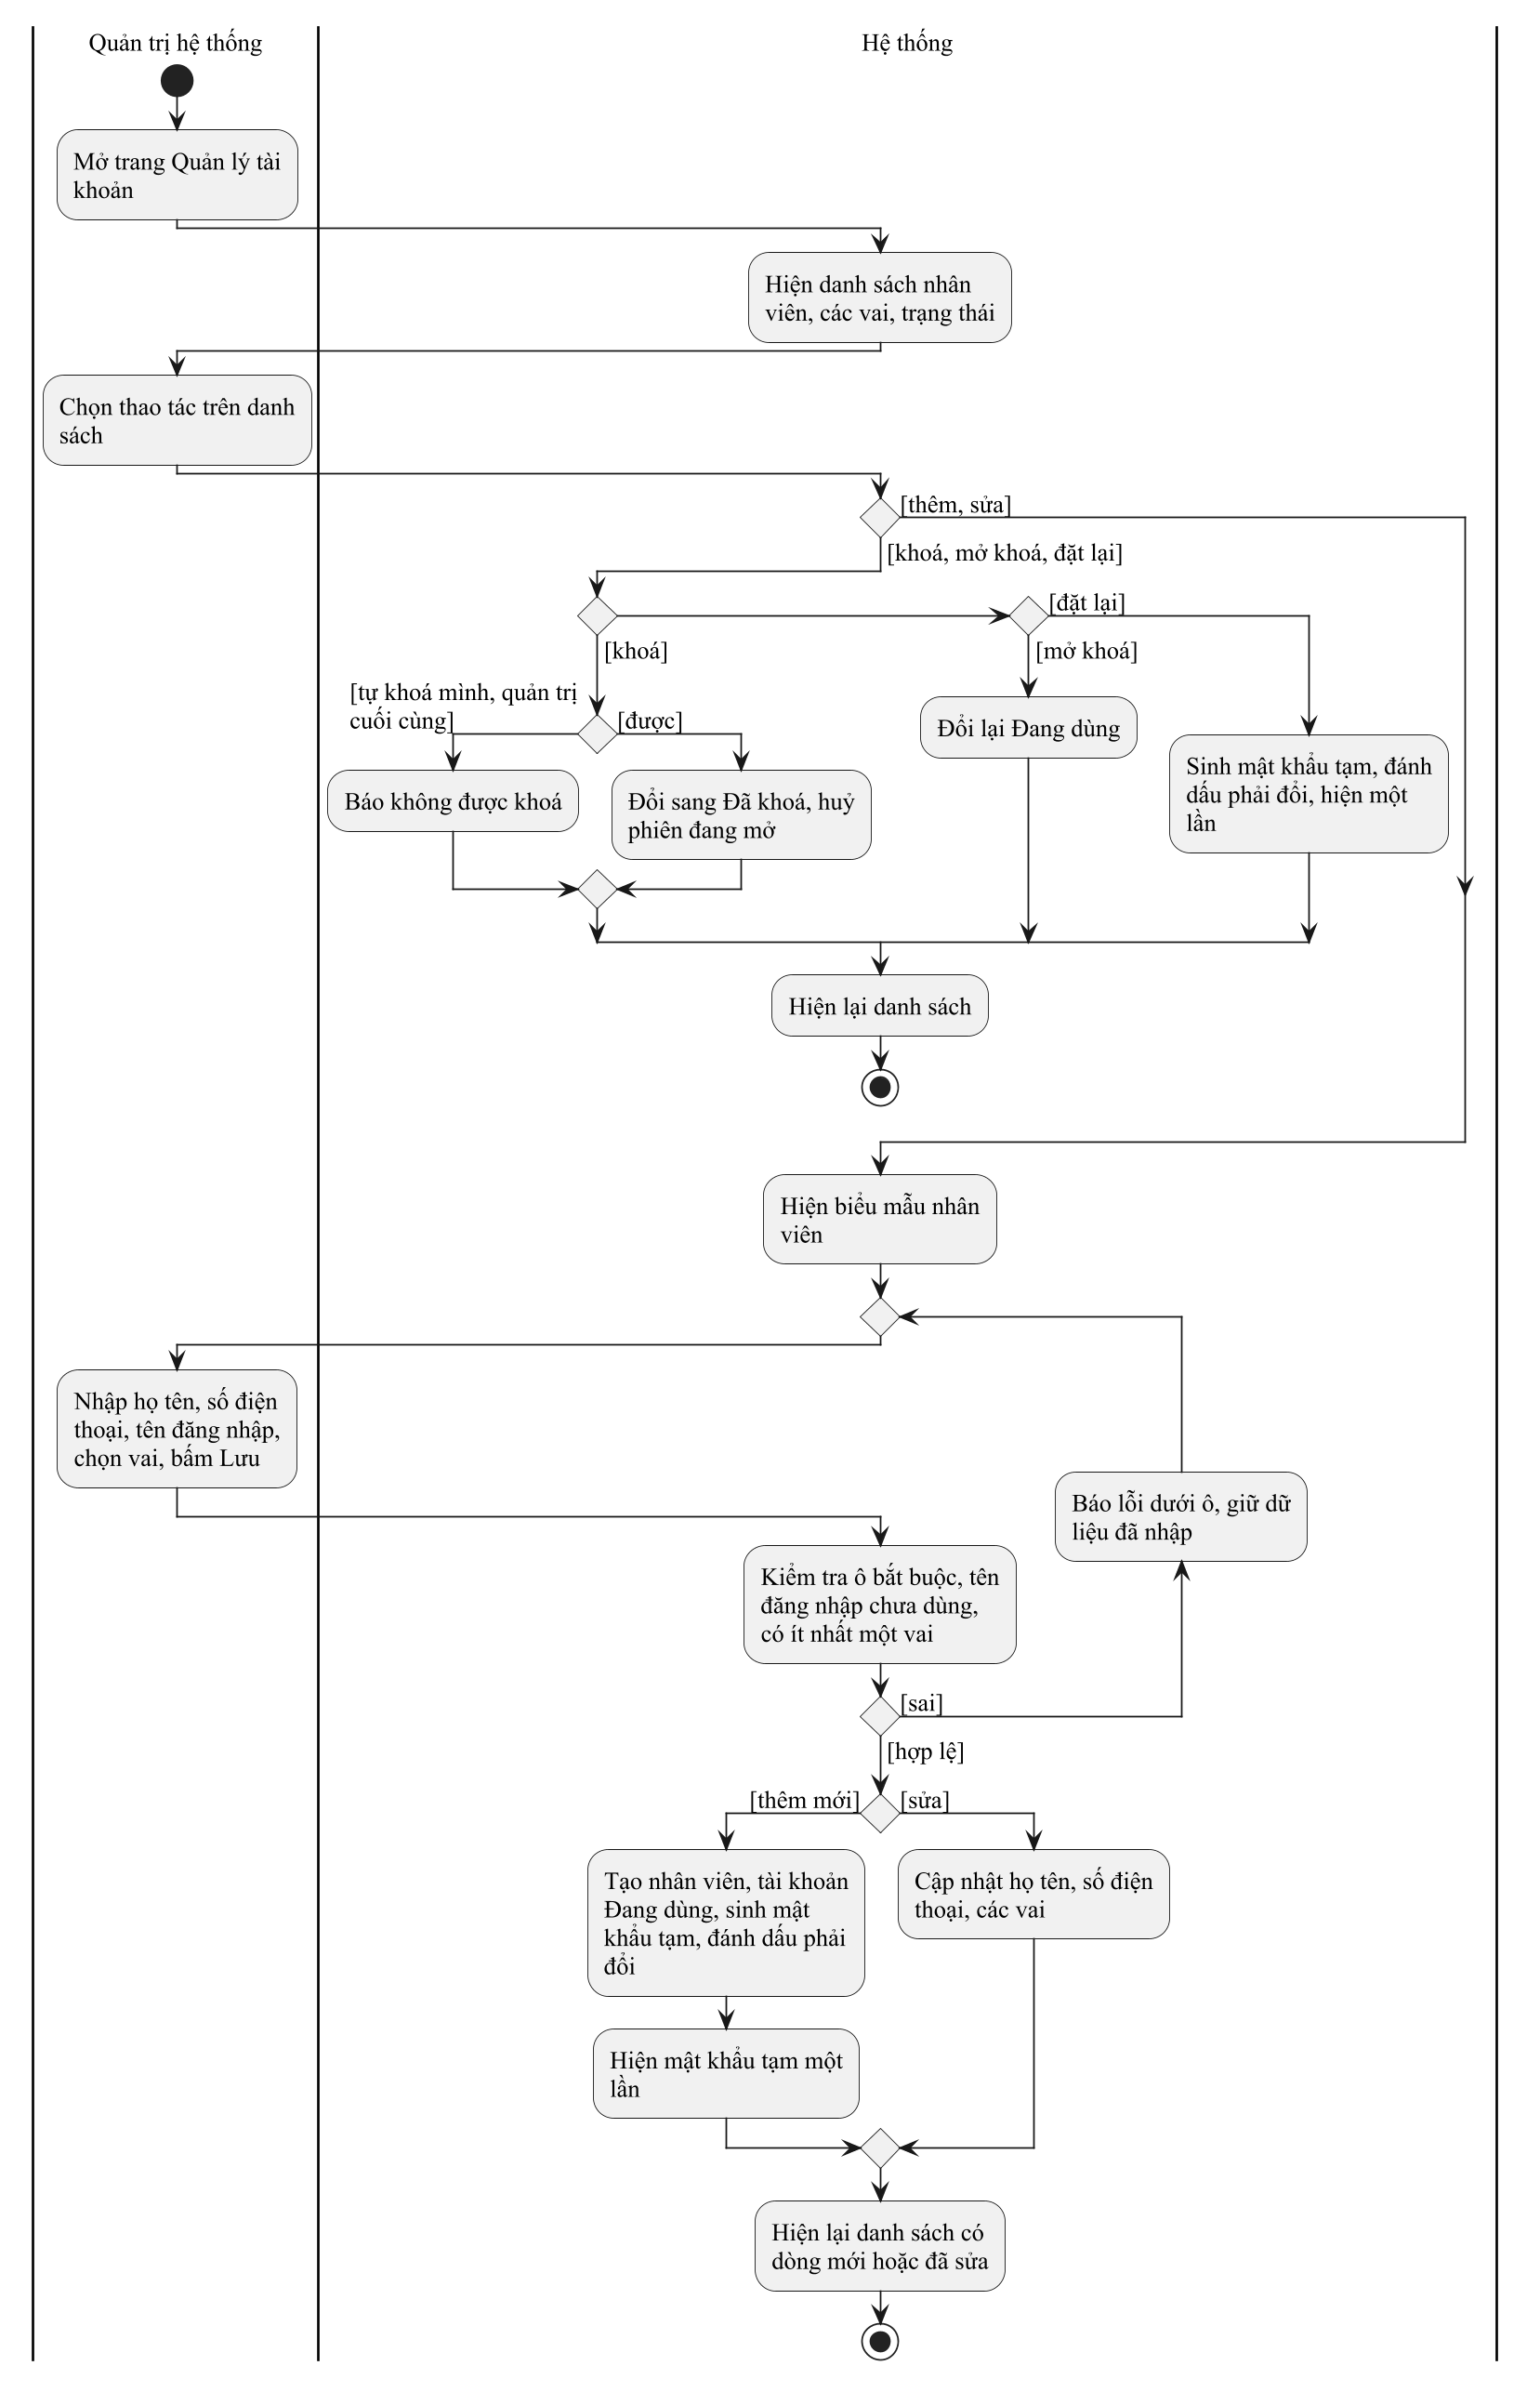 Quản trị hệ thống
Hệ thống
Mở trang Quản lý tài
khoản
Hiện danh sách nhân
viên, các vai, trạng thái
Chọn thao tác trên danh
sách
[thêm, sửa]
[khoá, mở khoá, đặt lại]
[đặt lại]
[khoá]
[mở khoá]
[tự khoá mình, quản trị
cuối cùng]
[được]
Đổi lại Đang dùng
Sinh mật khẩu tạm, đánh
dấu phải đổi, hiện một
lần
Báo không được khoá
Đổi sang Đã khoá, huỷ
phiên đang mở
Hiện lại danh sách
Hiện biểu mẫu nhân
viên
Nhập họ tên, số điện
thoại, tên đăng nhập,
chọn vai, bấm Lưu
Báo lỗi dưới ô, giữ dữ
liệu đã nhập
Kiểm tra ô bắt buộc, tên
đăng nhập chưa dùng,
có ít nhất một vai
[sai]
[hợp lệ]
[thêm mới]
[sửa]
Tạo nhân viên, tài khoản
Đang dùng, sinh mật
khẩu tạm, đánh dấu phải
đổi
Cập nhật họ tên, số điện
thoại, các vai
Hiện mật khẩu tạm một
lần
Hiện lại danh sách có
dòng mới hoặc đã sửa